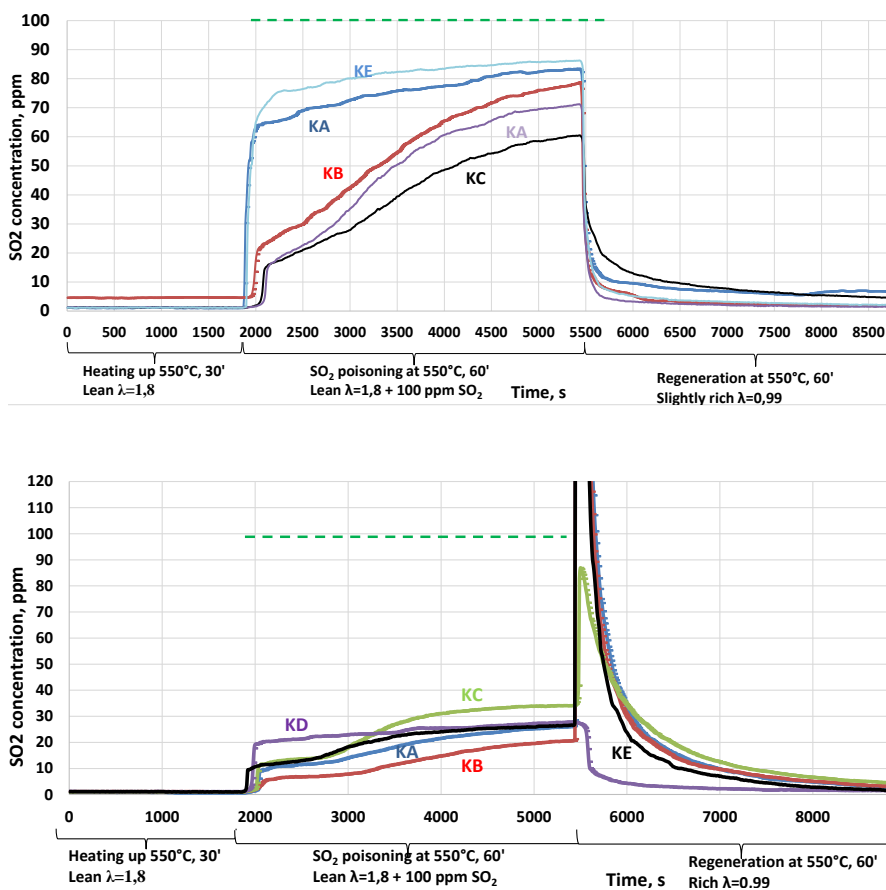 100
90
80
70
60
50
40
30
20
10
0
SO2 concentration, ppm
KE
KA
KB
KA
KC
0 500 1000 1500 2000 2500 3000 3500 4000 4500 5000 5500 6000 6500 7000 7500 8000 8500
Heating up 550°C, 30'
Lean λ=1,8
SO₂ poisoning at 550°C, 60'
Lean λ=1,8 + 100 ppm SO₂
Time, s
Regeneration at 550°C, 60'
Slightly rich λ=0,99
120
110
100
90
80
70
60
50
40
30
20
10
0
SO2 concentration, ppm
KC
KD
KA
KB
KE
0 1000 2000 3000 4000 5000 6000 7000 8000
Heating up 550°C, 30'
Lean λ=1,8
SO₂ poisoning at 550°C, 60'
Lean λ=1,8 + 100 ppm SO₂
Time, s
Regeneration at 550°C, 60'
Rich λ=0,99